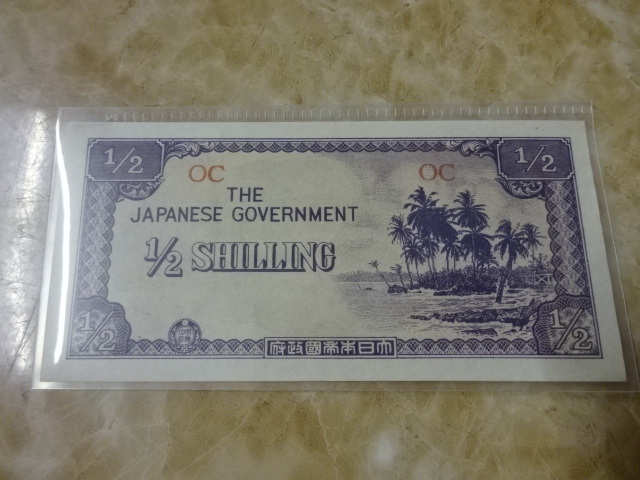 1/2 1/2
OC OC
THE
JAPANESE GOVERNMENT
1/2 SHILLING
1/2 1/2
府政國帝本日大